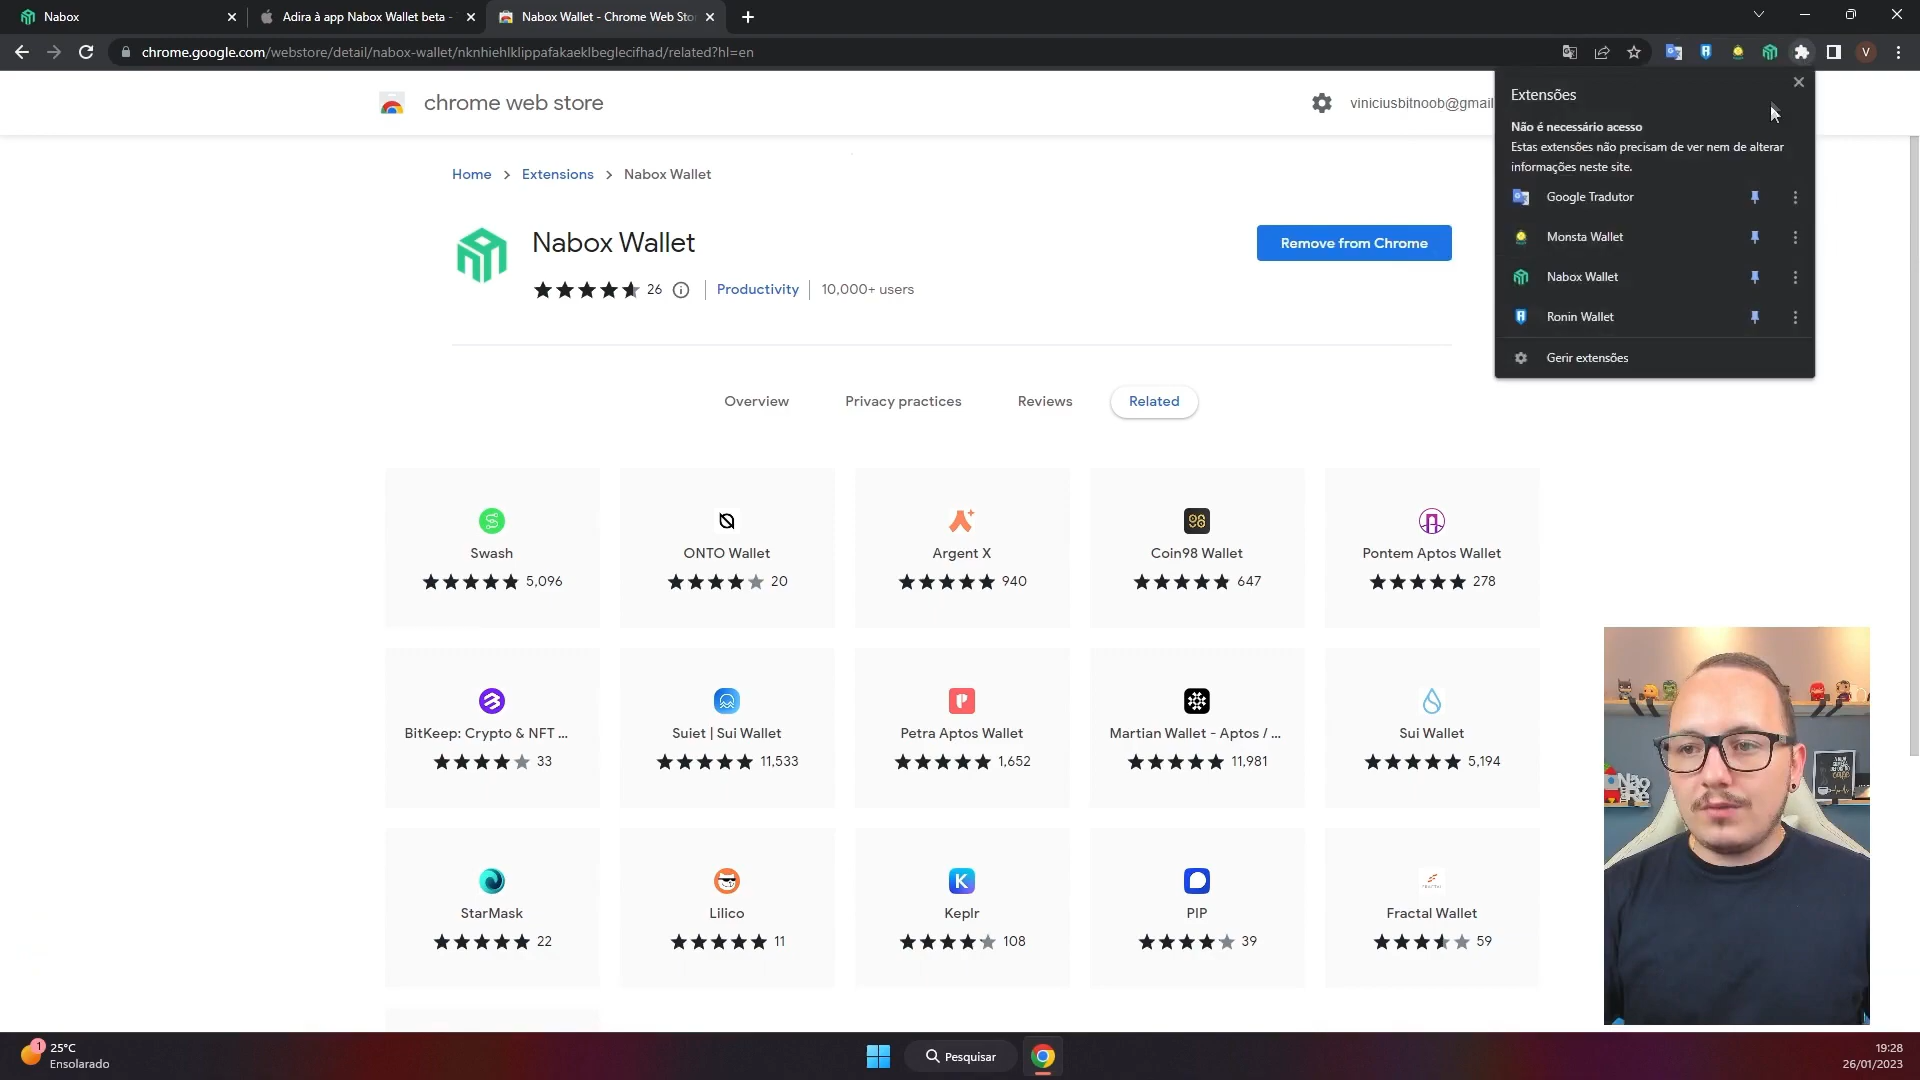 Nabox
Adira à app Nabox Wallet beta -
Nabox Wallet - Chrome Web Sto
chrome.google.com/webstore/detail/nabox-wallet/nknhiehlklippafakaeklbeglecifhad/related?hl=en
V
chrome web store
viniciusbitnoob@gmail
Extensões
Não é necessário acesso
Estas extensões não precisam de ver nem de alterar
informações neste site.
Google Tradutor
Monsta Wallet
Nabox Wallet
Ronin Wallet
Gerir extensões
Home > Extensions > Nabox Wallet
Nabox Wallet
Remove from Chrome
26
Productivity
10,000+ users
Overview
Privacy practices
Reviews
Related
Swash
5,096
ONTO Wallet
20
Argent X
940
Coin98 Wallet
647
Pontem Aptos Wallet
278
BitKeep: Crypto & NFT ...
33
Suiet | Sui Wallet
11,533
Petra Aptos Wallet
1,652
Martian Wallet - Aptos / ...
11,981
Sui Wallet
5,194
StarMask
22
Lilico
11
Keplr
108
PIP
39
Fractal Wallet
59
Não
1
25°C
Ensolarado
Pesquisar
19:28
26/01/2023